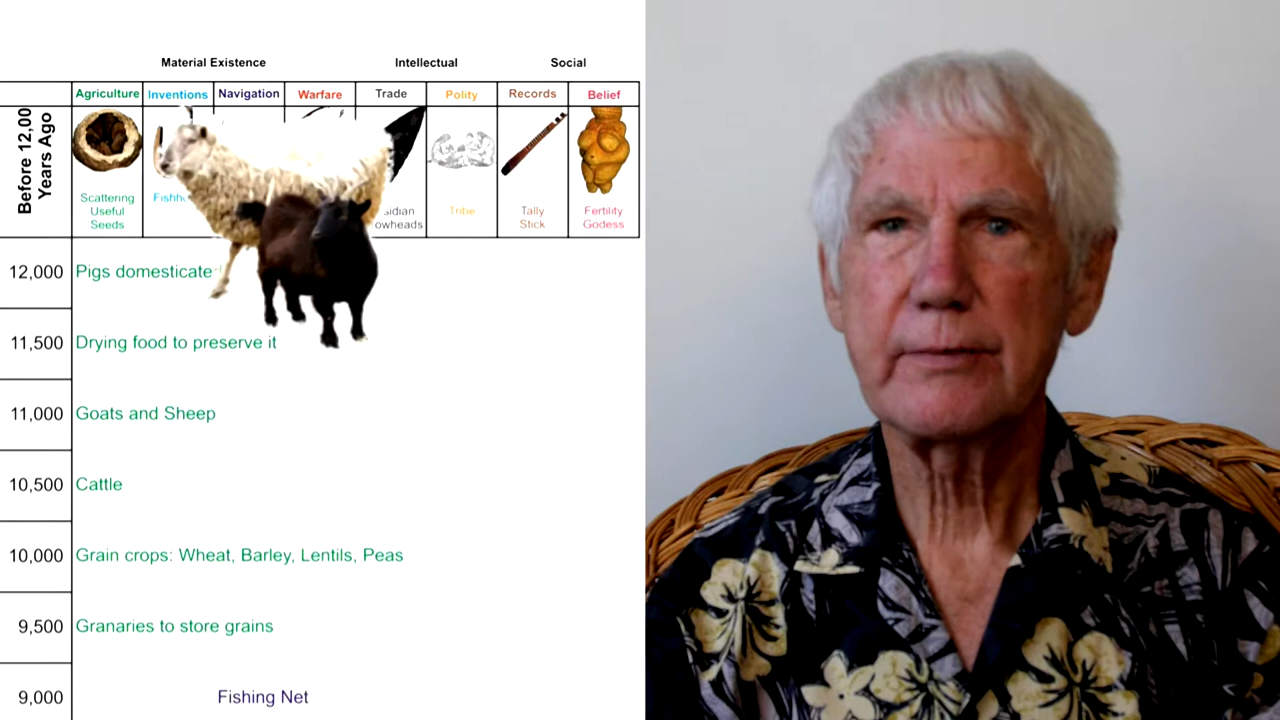 Material Existence Intellectual Social
Agriculture Inventions Navigation Warfare Trade Polity Records Belief
Before 12,00
Years Ago
Scattering
Useful
Seeds
Tribe
Tally
Stick
Fertility
Godess
12,000 Pigs domesticated
11,500 Drying food to preserve it
11,000 Goats and Sheep
10,500 Cattle
10,000 Grain crops: Wheat, Barley, Lentils, Peas
9,500 Granaries to store grains
9,000 Fishing Net